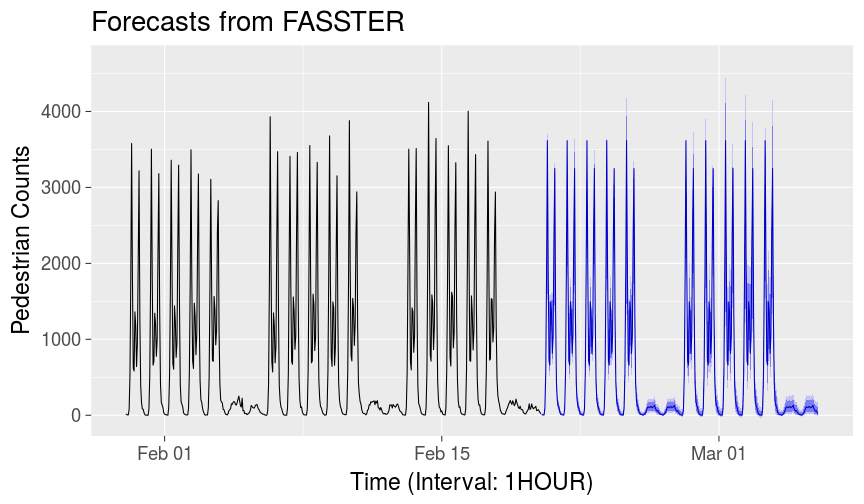 Forecasts from FASSTER
Pedestrian Counts
4000
3000
2000
1000
0
Feb 01
Feb 15
Mar 01
Time (Interval: 1HOUR)